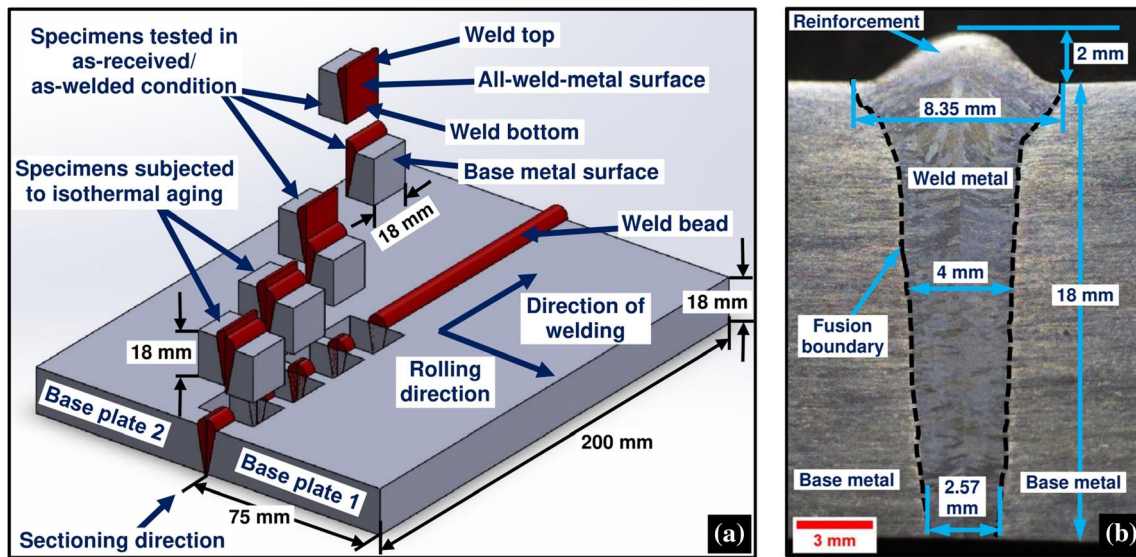 Specimens tested in
as-received/
as-welded condition
Weld top
All-weld-metal surface
Weld bottom
Base metal surface
Specimens subjected
to isothermal aging
18 mm
Weld bead
18 mm
Direction of
welding
18 mm
Rolling
direction
Base plate 2
Base plate 1
200 mm
75 mm
Sectioning direction
(a)
Reinforcement
2 mm
8.35 mm
Weld metal
4 mm
18 mm
Fusion
boundary
Base metal
2.57
mm
Base metal
3 mm
(b)